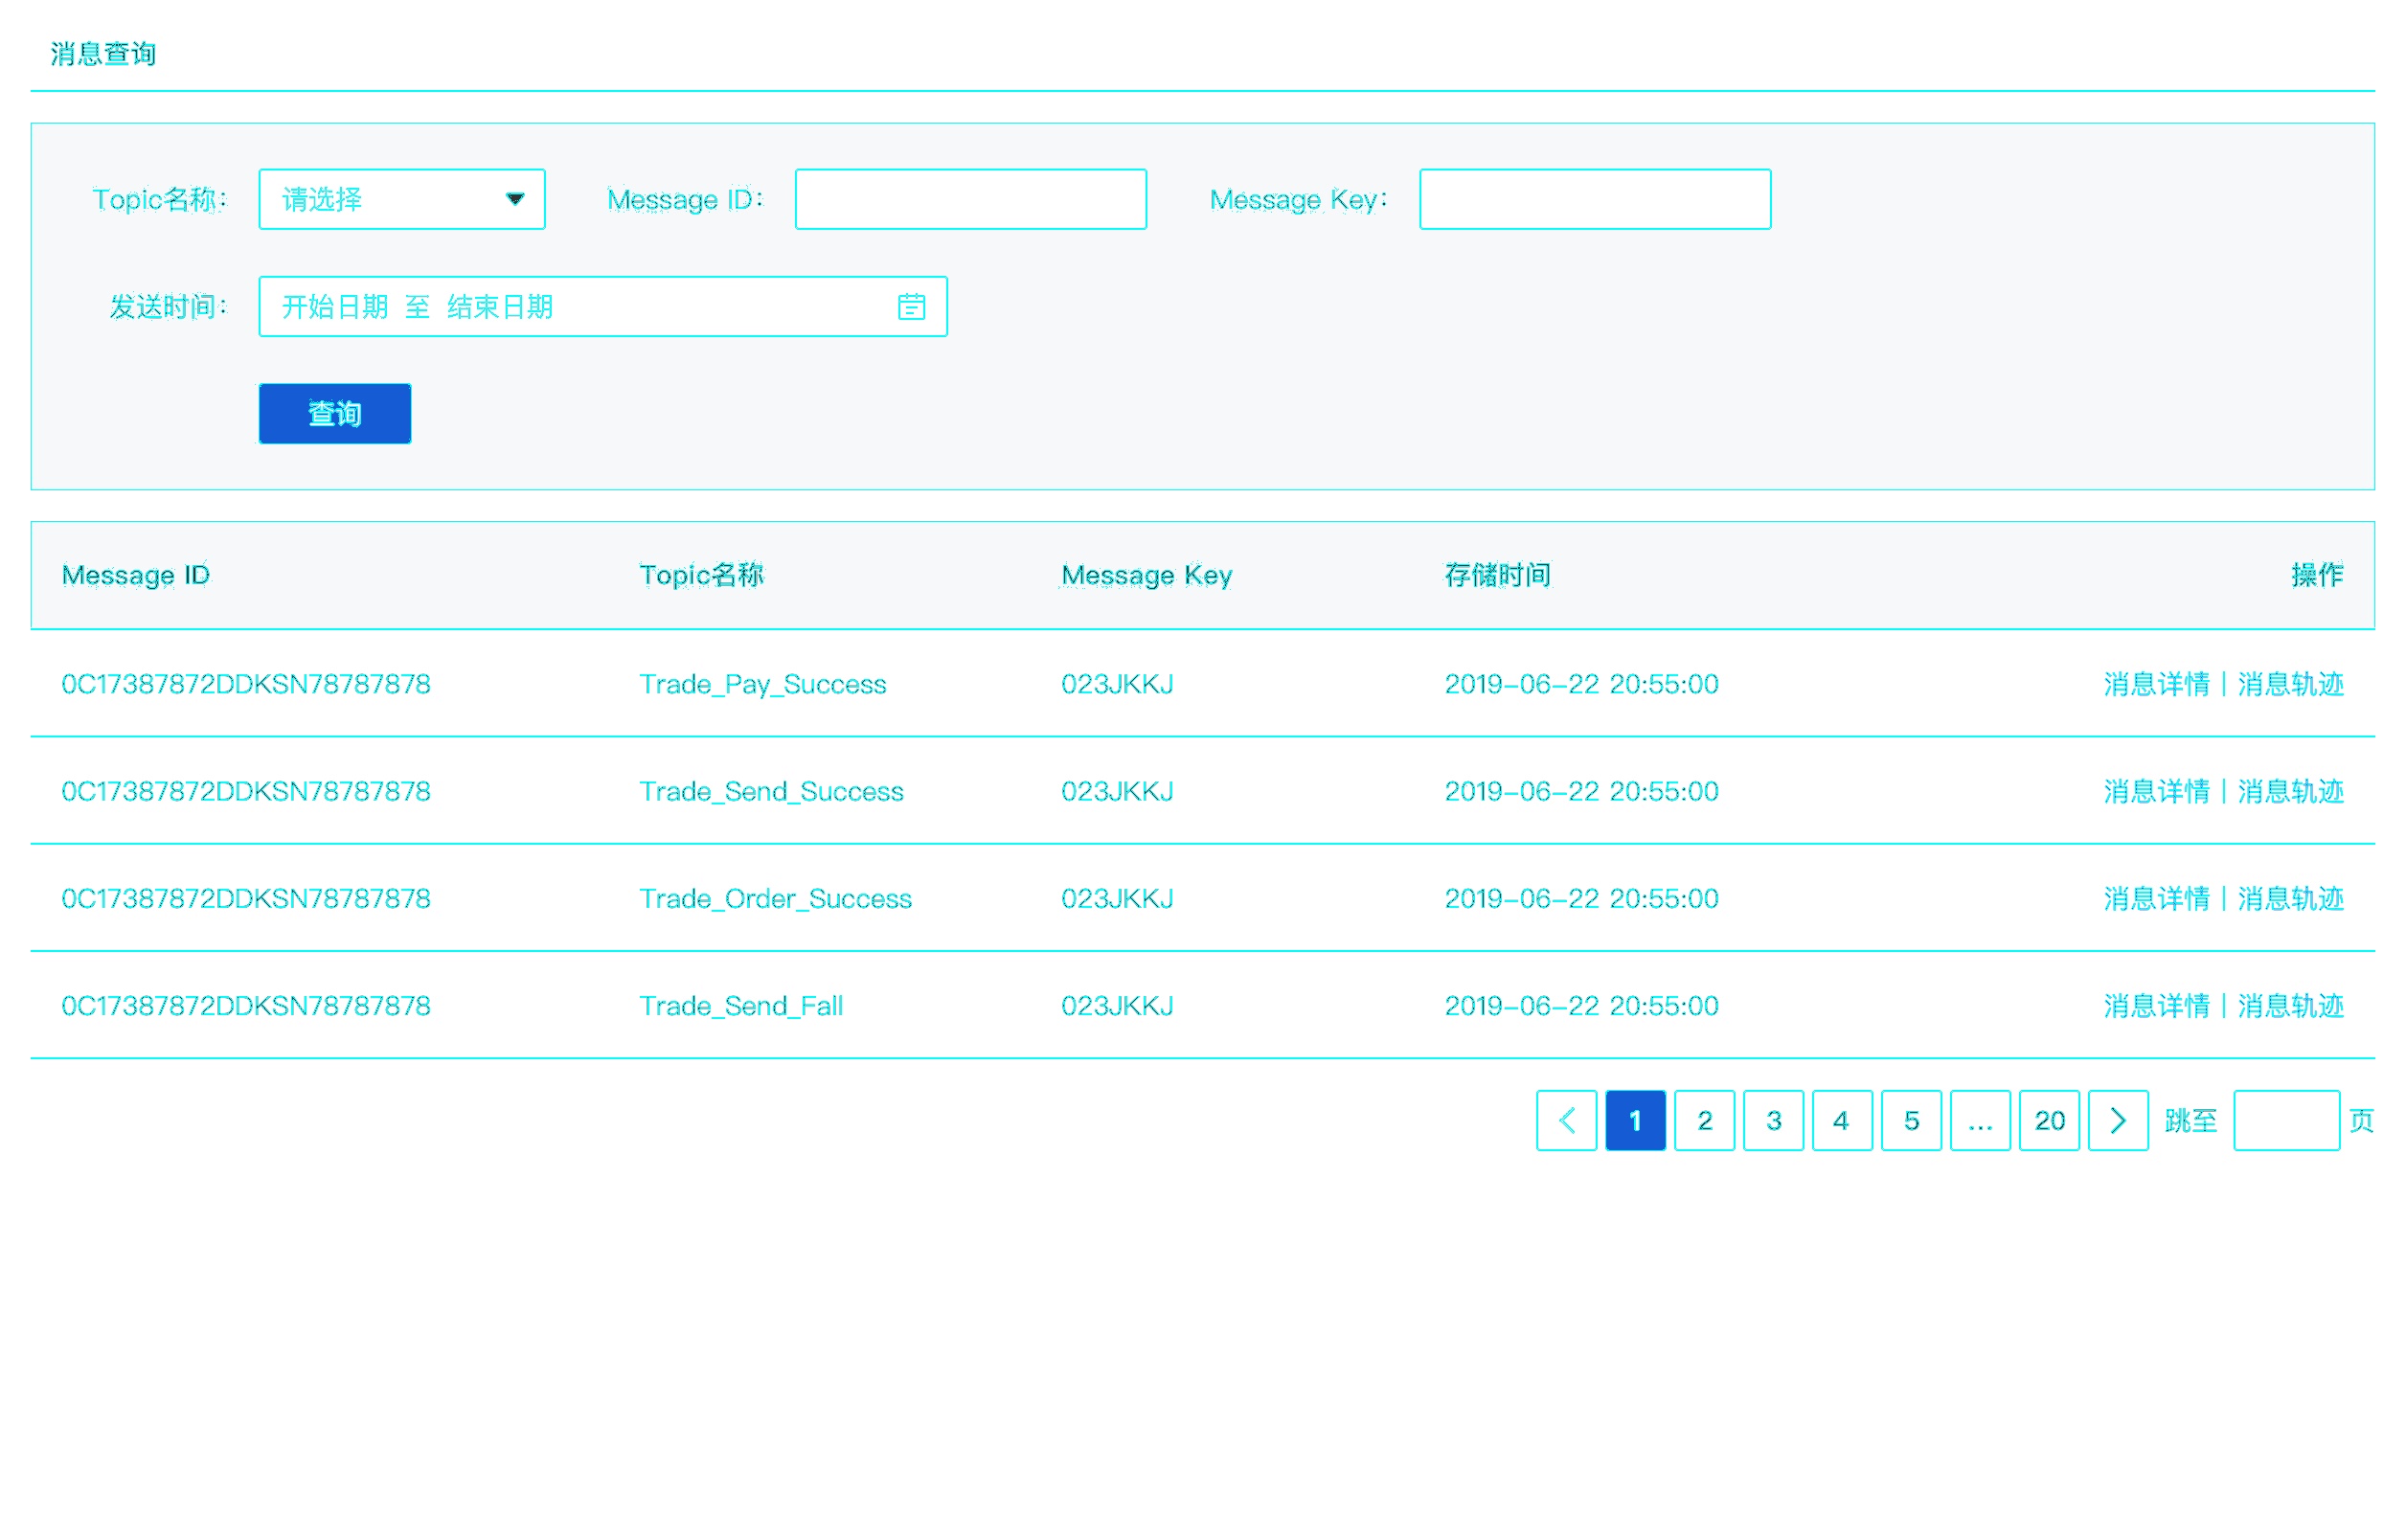 消息查询
Topic名称： 请选择 Message ID： Message Key：
发送时间： 开始日期 至 结束日期
查询
Message ID Topic名称 Message Key 存储时间 操作
0C17387872DDKSN78787878 Trade_Pay_Success 023JKKJ 2019-06-22 20:55:00 消息详情 | 消息轨迹
0C17387872DDKSN78787878 Trade_Send_Success 023JKKJ 2019-06-22 20:55:00 消息详情 | 消息轨迹
0C17387872DDKSN78787878 Trade_Order_Success 023JKKJ 2019-06-22 20:55:00 消息详情 | 消息轨迹
0C17387872DDKSN78787878 Trade_Send_Fall 023JKKJ 2019-06-22 20:55:00 消息详情 | 消息轨迹
1 2 3 4 5 ... 20 跳至 页